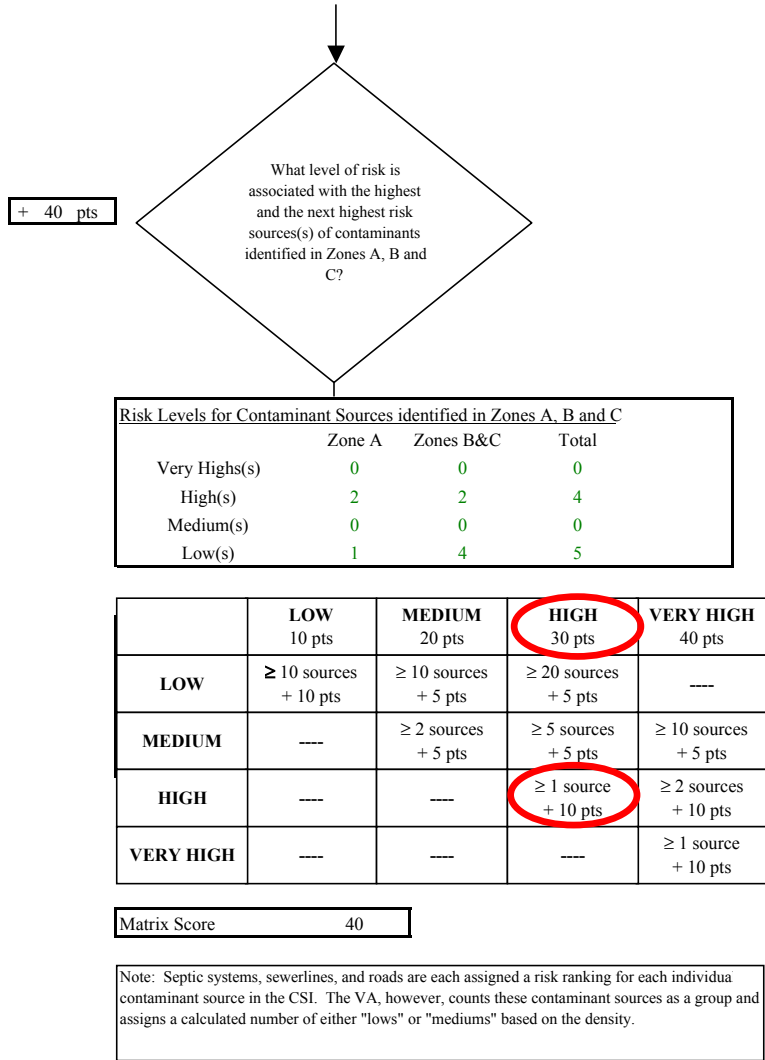 What level of risk is
associated with the highest
and the next highest risk
sources(s) of contaminants
identified in Zones A, B and
C?
+ 40 pts
Risk Levels for Contaminant Sources identified in Zones A, B and C
Zone A Zones B&C Total
Very Highs(s) 0 0 0
High(s) 2 2 4
Medium(s) 0 0 0
Low(s) 1 4 5
LOW MEDIUM HIGH VERY HIGH
10 pts 20 pts 30 pts 40 pts
LOW ≥ 10 sources ≥ 10 sources ≥ 20 sources ----
+ 10 pts + 5 pts + 5 pts
MEDIUM ---- ≥ 2 sources ≥ 5 sources ≥ 10 sources
+ 5 pts + 5 pts + 5 pts
HIGH ---- ---- ≥ 1 source ≥ 2 sources
+ 10 pts + 10 pts
VERY HIGH ---- ---- ---- ≥ 1 source
+ 10 pts
Matrix Score 40
Note: Septic systems, sewerlines, and roads are each assigned a risk ranking for each individua
contaminant source in the CSI. The VA, however, counts these contaminant sources as a group and
assigns a calculated number of either "lows" or "mediums" based on the density.